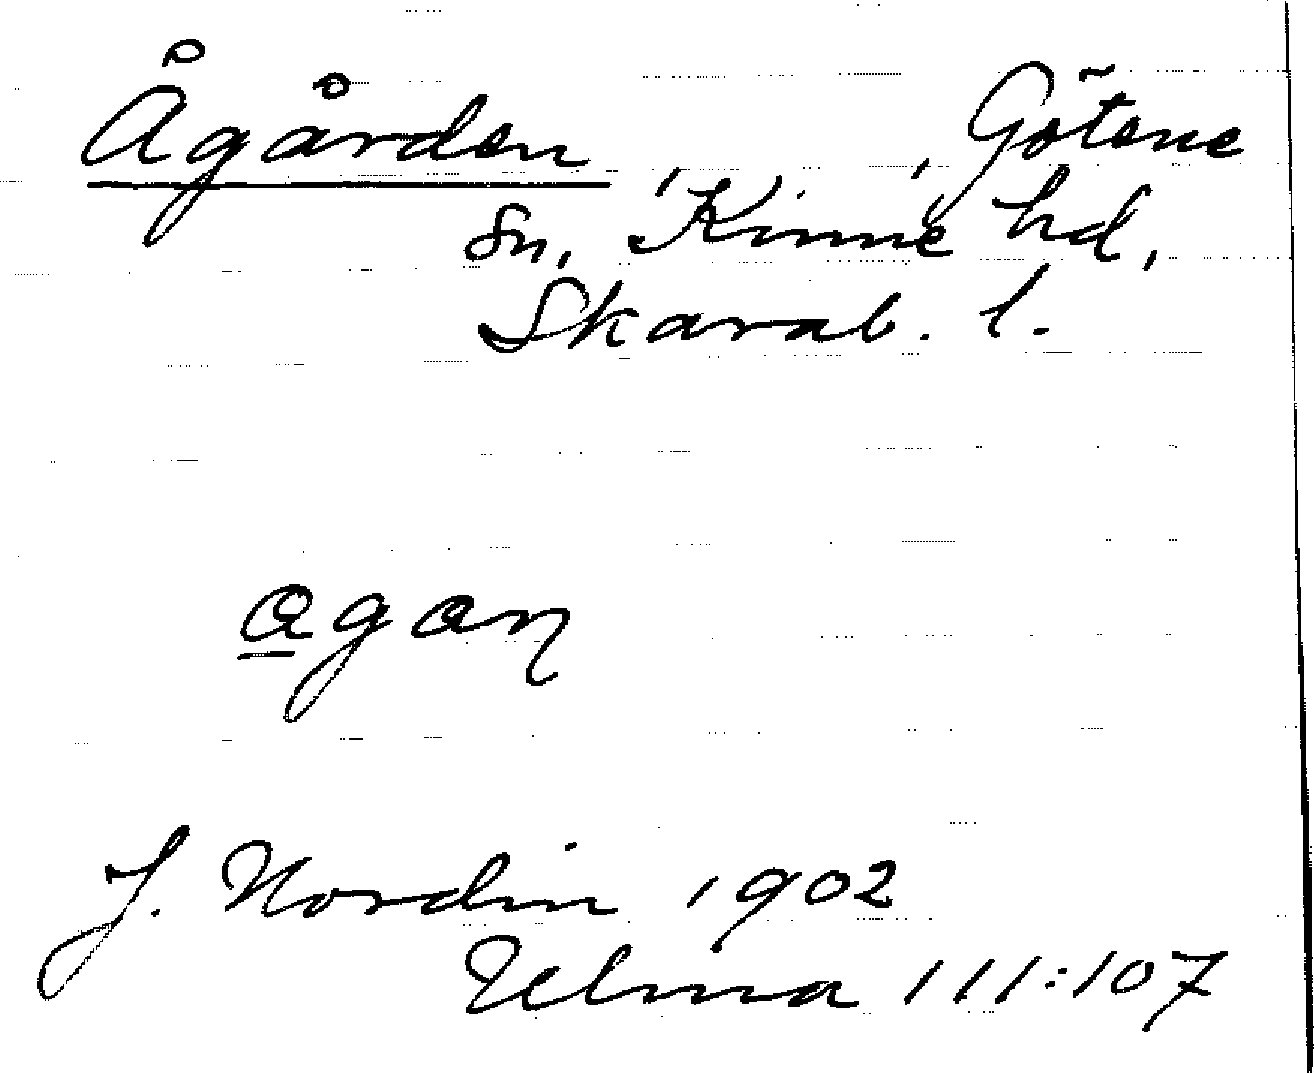 Ågården, Götene
sn, Kinne hd,
Skarab. l.
agan
J. Nordin 1902
Ulma 111:107